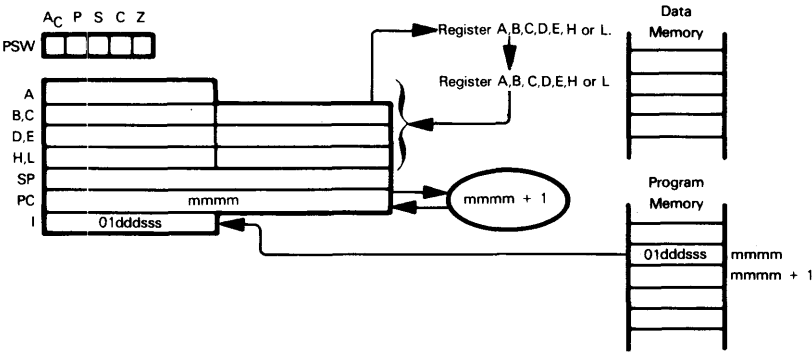 A_C P S C Z
PSW
A
B,C
D,E
H,L
SP
PC mmmm
I 01dddsss
Register A,B,C,D,E, H or L.
Register A,B, C,D,E,H or L
mmmm + 1
Data
Memory
Program
Memory
01dddsss mmmm
mmmm + 1